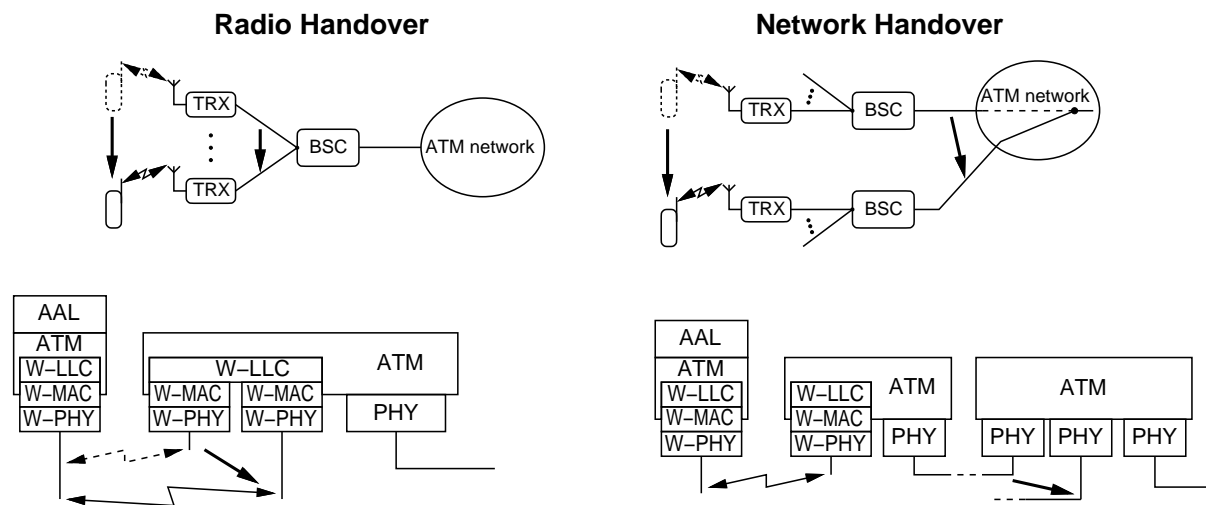 Radio Handover
TRX
TRX
BSC
ATM network
AAL
ATM
W–LLC
W–MAC
W–PHY
W–LLC
ATM
W–MAC
W–MAC
W–PHY
W–PHY
PHY
Network Handover
TRX
BSC
ATM network
TRX
BSC
AAL
ATM
W–LLC
W–MAC
W–PHY
W–LLC
W–MAC
W–PHY
ATM
PHY
ATM
PHY
PHY
PHY